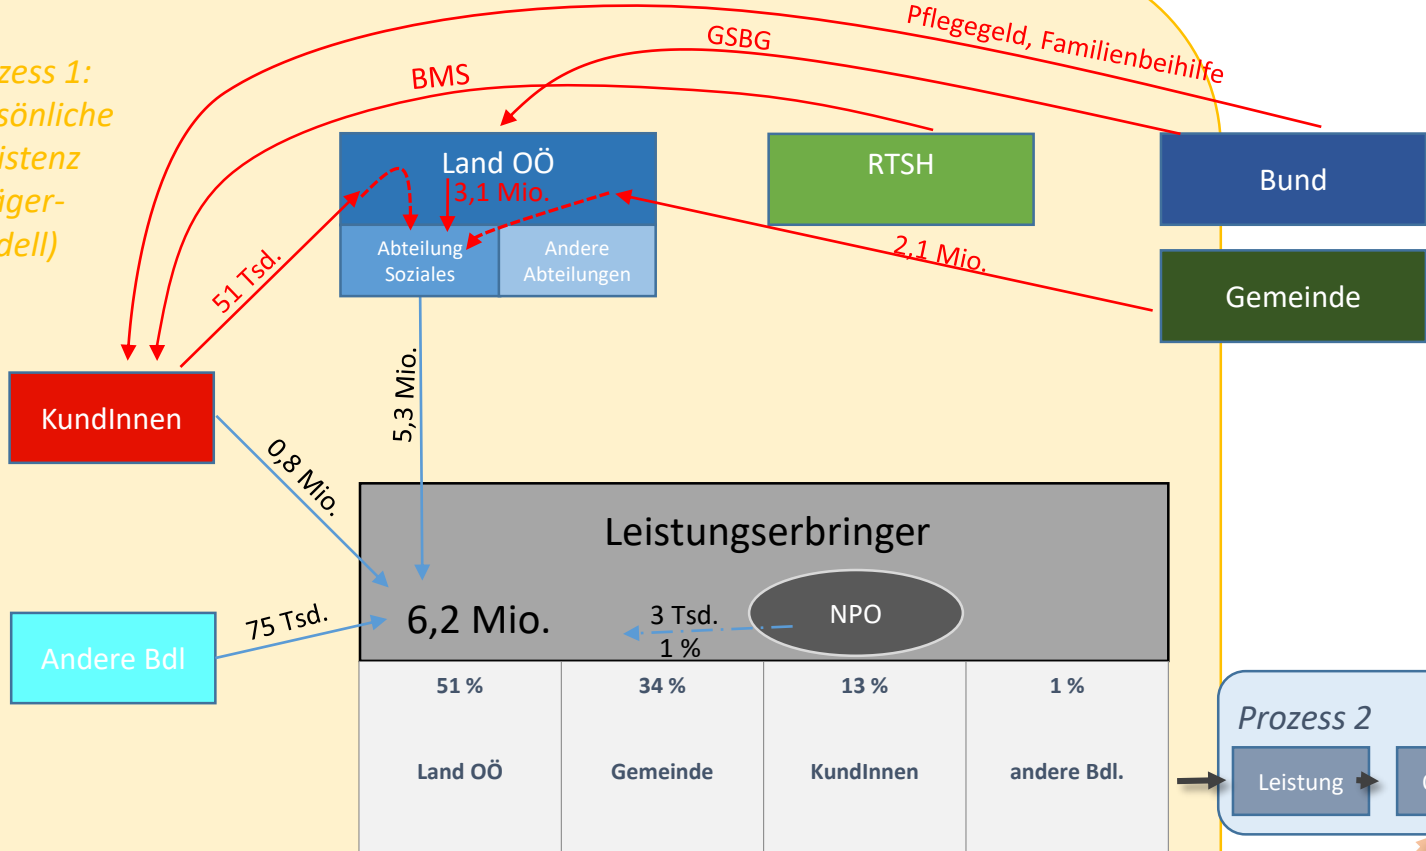 Pflegegeld, Familienbeihilfe
GSBG
BMS
zess 1:
sönliche
istenz
äger-
dell)
Land OÖ
3,1 Mio.
Abteilung
Soziales
Andere
Abteilungen
RTSH
Bund
Gemeinde
2,1 Mio.
51 Tsd.
5,3 Mio.
KundInnen
0,8 Mio.
Leistungserbringer
6,2 Mio.
3 Tsd.
1 %
NPO
Andere Bdl
75 Tsd.
51 %
34 %
13 %
1 %
Land OÖ
Gemeinde
KundInnen
andere Bdl.
Prozess 2
Leistung